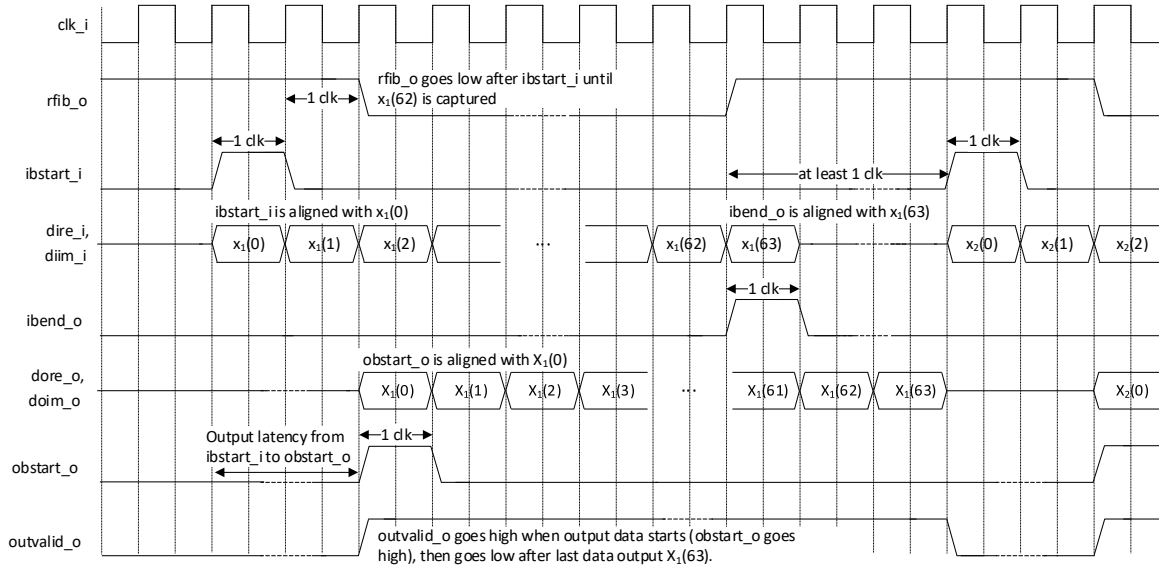 clk_i
rfib_o
rfib_o goes low after ibstart_i until
x₁(62) is captured
1 clk
1 clk
1 clk
ibstart_i
at least 1 clk
ibstart_i is aligned with x₁(0)
ibend_o is aligned with x₁(63)
dire_i,
diim_i
x₁(0) x₁(1) x₁(2) ... x₁(62) x₁(63) x₂(0) x₂(1) x₂(2)
1 clk
ibend_o
obstart_o is aligned with X₁(0)
dore_o,
doim_o
X₁(0) X₁(1) X₁(2) X₁(3) ... X₁(61) X₁(62) X₁(63) X₂(0)
Output latency from
ibstart_i to obstart_o
1 clk
obstart_o
outvalid_o
outvalid_o goes high when output data starts (obstart_o goes
high), then goes low after last data output X₁(63).